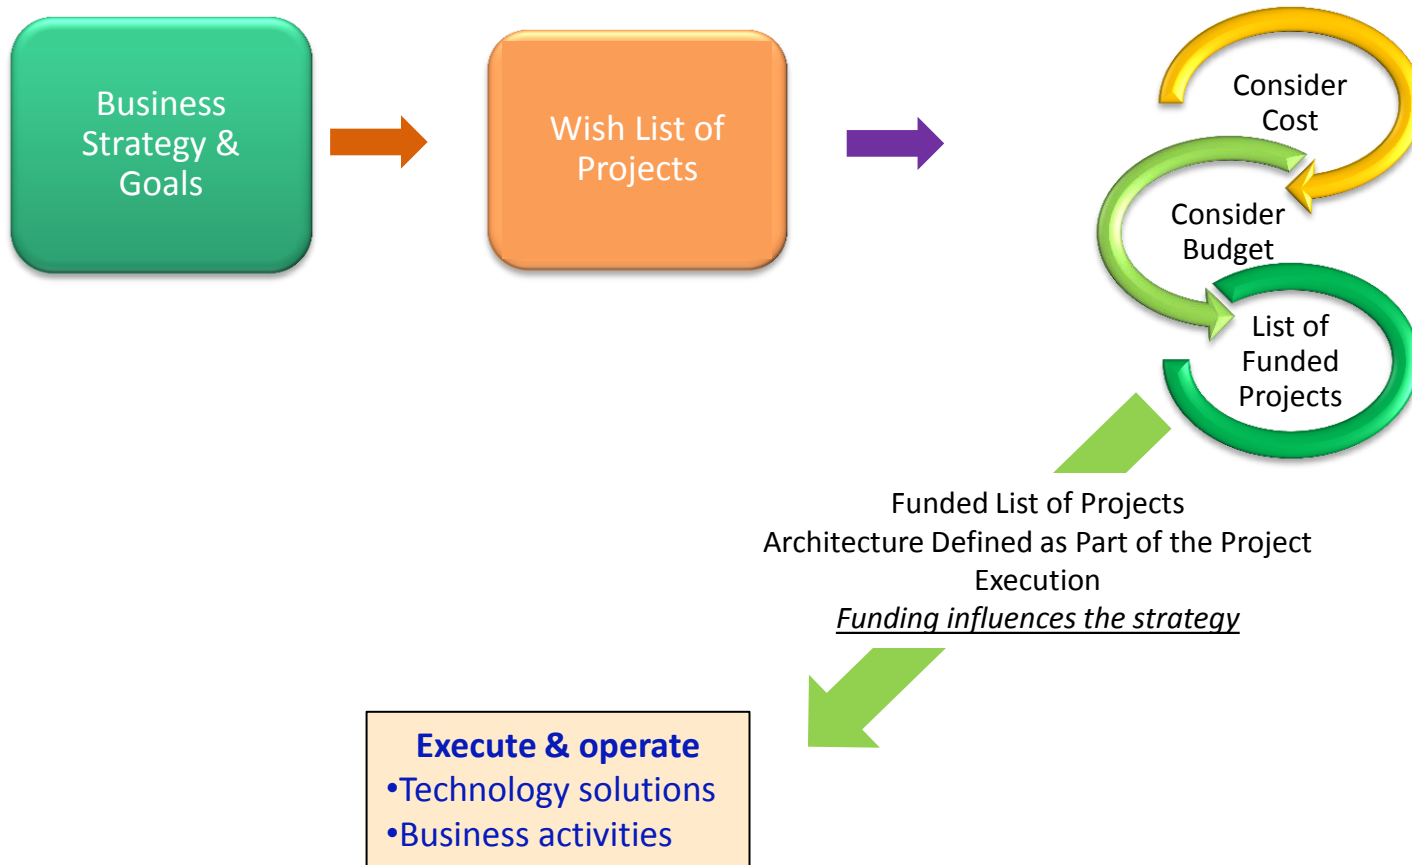 Business
Strategy &
Goals
Wish List of
Projects
Consider
Cost
Consider
Budget
List of
Funded
Projects
Funded List of Projects
Architecture Defined as Part of the Project
Execution
Funding influences the strategy
Execute & operate
•Technology solutions
•Business activities